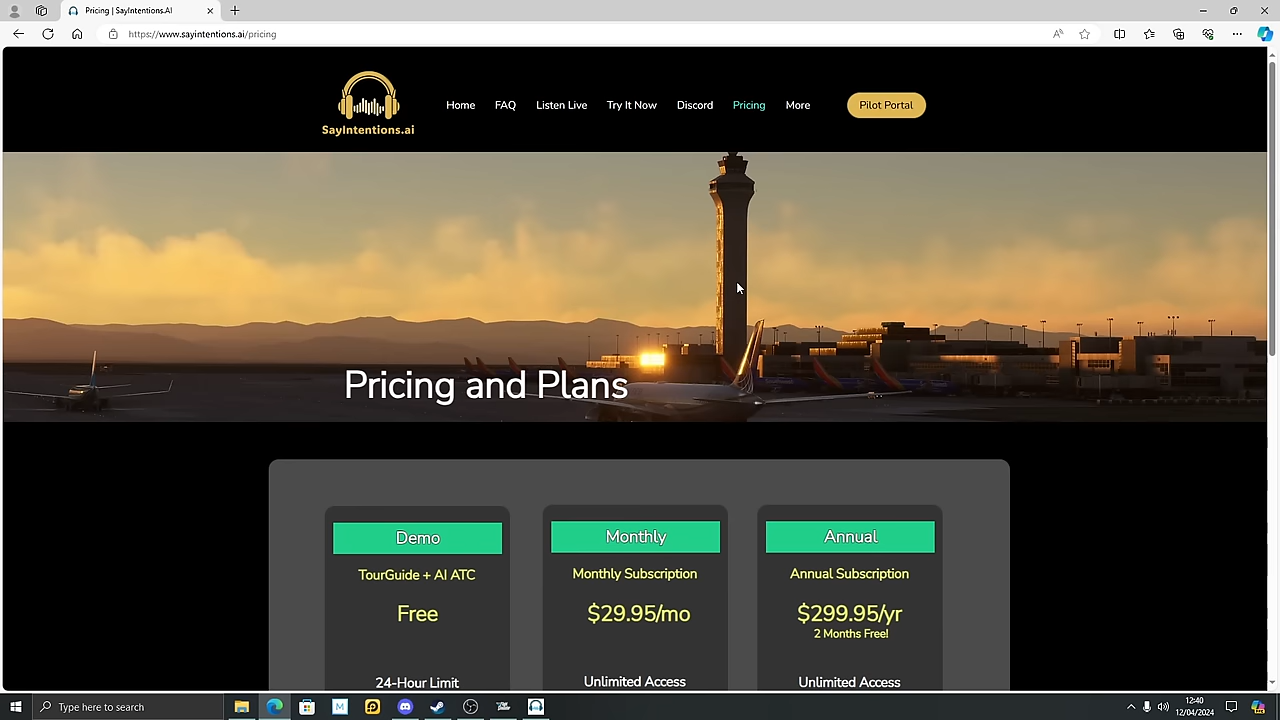 Pricing | SayIntentions.AI
https://www.sayintentions.ai/pricing
SayIntentions.ai
Home
FAQ
Listen Live
Try It Now
Discord
Pricing
More
Pilot Portal
Pricing and Plans
Demo
TourGuide + AI ATC
Free
24-Hour Limit
Monthly
Monthly Subscription
$29.95/mo
Unlimited Access
Annual
Annual Subscription
$299.95/yr
2 Months Free!
Unlimited Access
Type here to search
12:40
12/04/2024